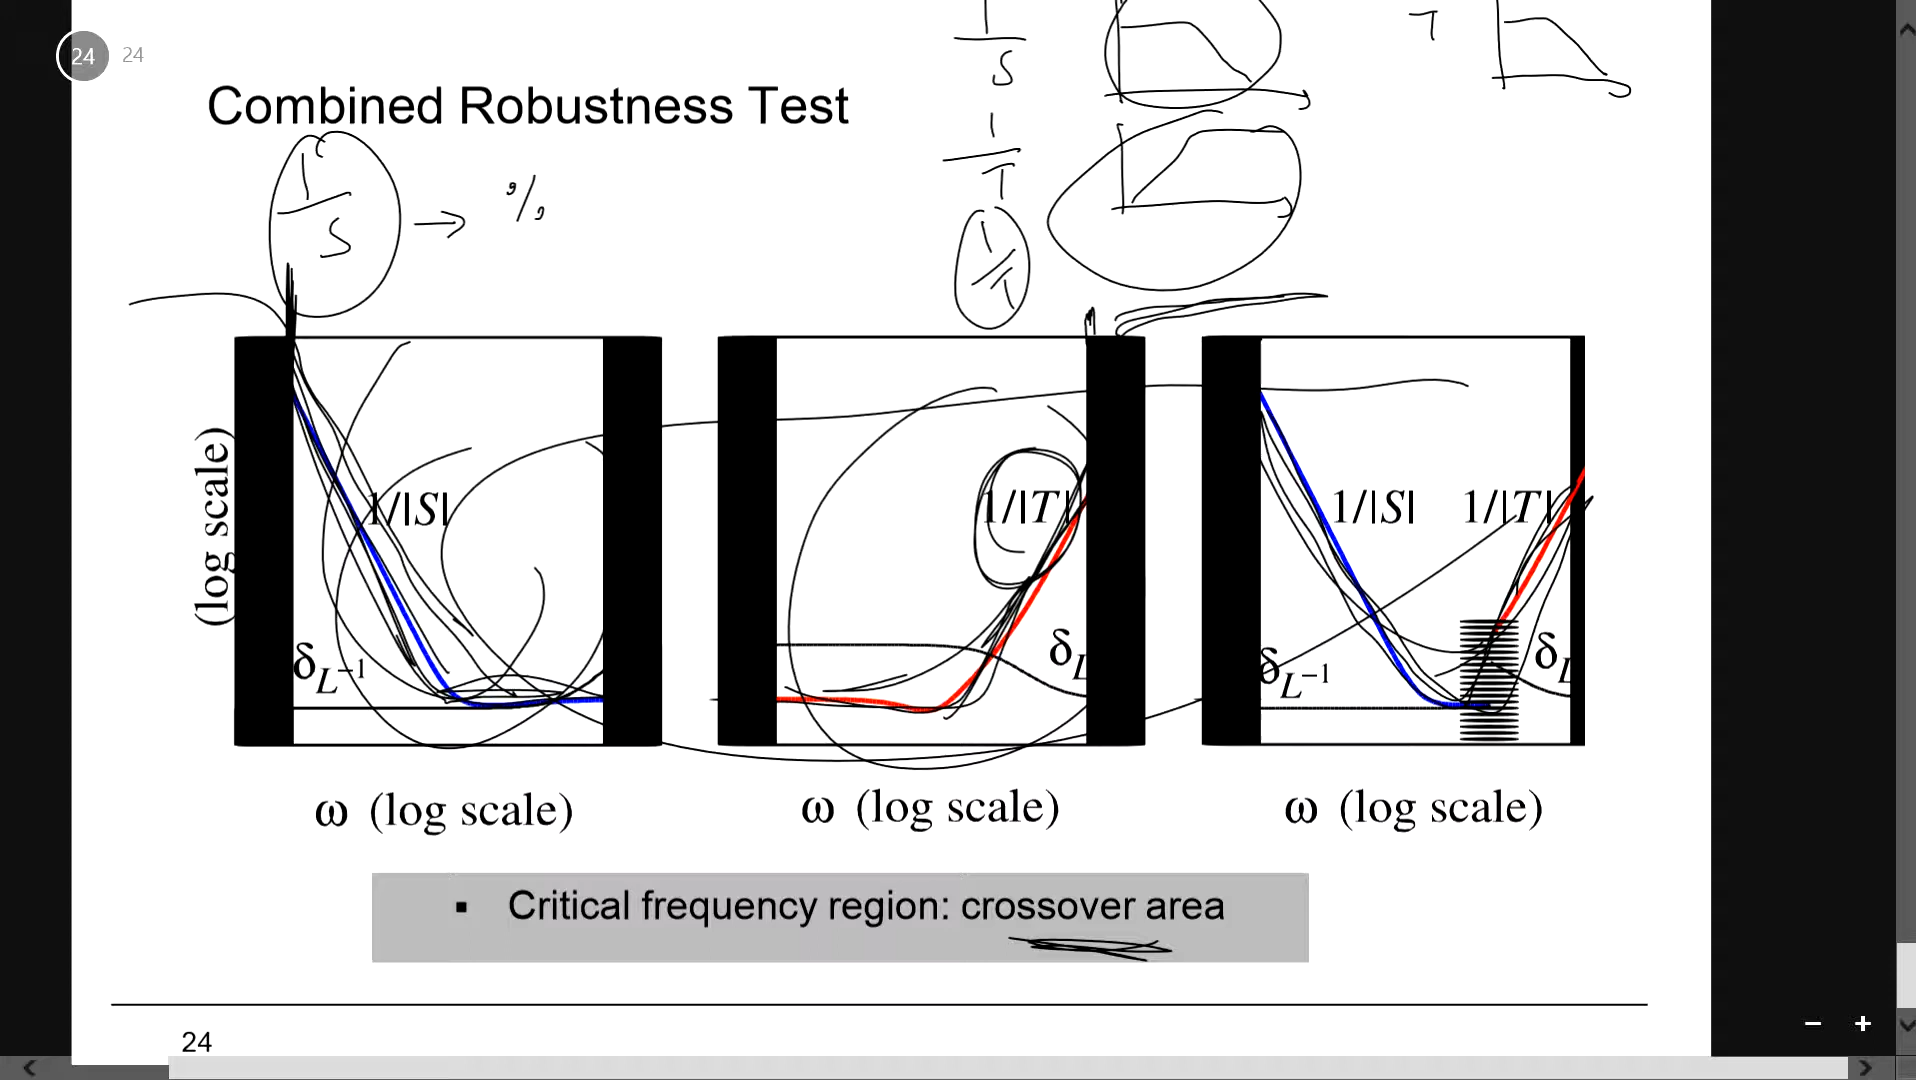 24 24
1/S
T
Combined Robustness Test
1/S → %
1/T
1/T
(log scale)
1/|S|
δL⁻¹
1/|T|
δL
1/|S| 1/|T|
δL⁻¹
δL
ω (log scale)
ω (log scale)
ω (log scale)
▪ Critical frequency region: crossover area
24